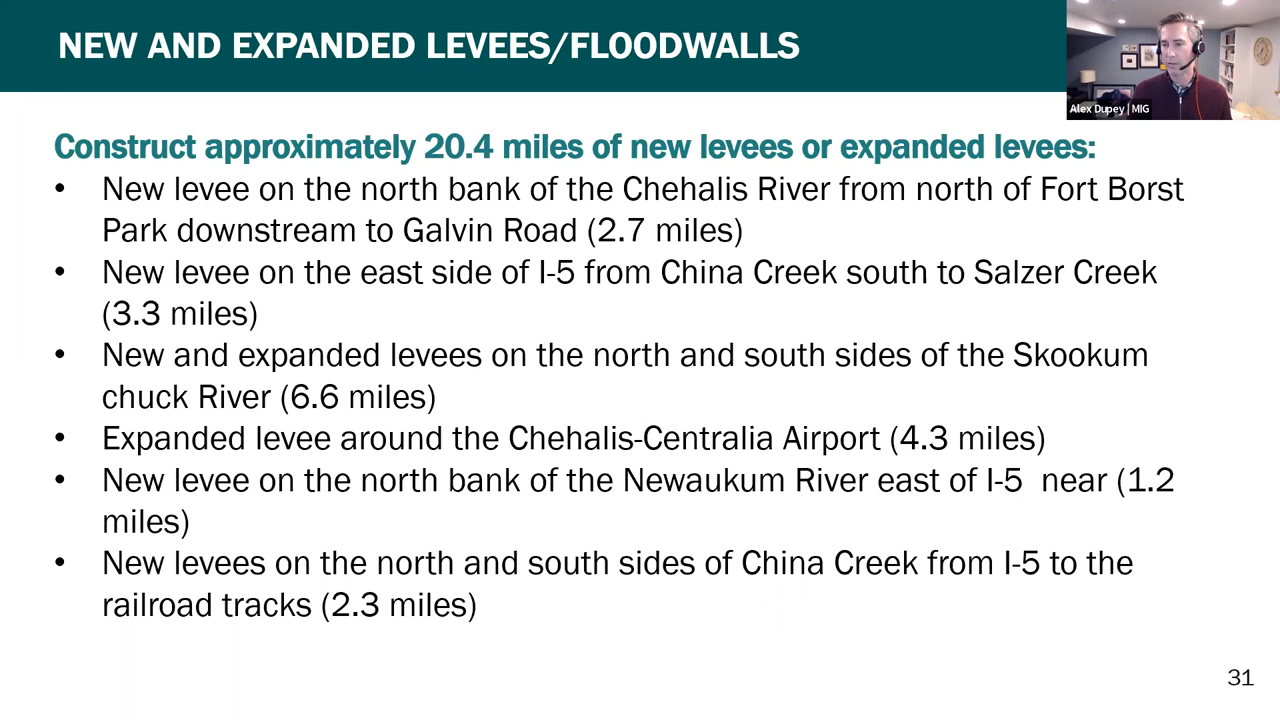 NEW AND EXPANDED LEVEES/FLOODWALLS
Alex Dupey | MIG
Construct approximately 20.4 miles of new levees or expanded levees:
• New levee on the north bank of the Chehalis River from north of Fort Borst
Park downstream to Galvin Road (2.7 miles)
• New levee on the east side of I-5 from China Creek south to Salzer Creek
(3.3 miles)
• New and expanded levees on the north and south sides of the Skookum
chuck River (6.6 miles)
• Expanded levee around the Chehalis-Centralia Airport (4.3 miles)
• New levee on the north bank of the Newaukum River east of I-5  near (1.2
miles)
• New levees on the north and south sides of China Creek from I-5 to the
railroad tracks (2.3 miles)
31